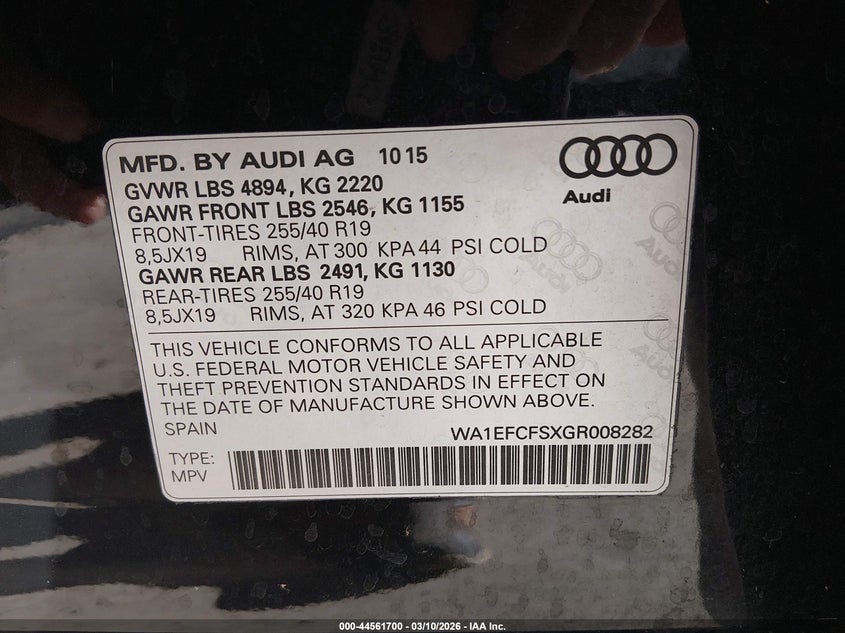 MFD. BY AUDI AG 10 15
Audi
GVWR LBS 4894, KG 2220
GAWR FRONT LBS 2546, KG 1155
FRONT-TIRES 255/40 R19
8,5JX19 RIMS, AT 300 KPA 44 PSI COLD
GAWR REAR LBS 2491, KG 1130
REAR-TIRES 255/40 R19
8,5JX19 RIMS, AT 320 KPA 46 PSI COLD
THIS VEHICLE CONFORMS TO ALL APPLICABLE
U.S. FEDERAL MOTOR VEHICLE SAFETY AND
THEFT PREVENTION STANDARDS IN EFFECT ON
THE DATE OF MANUFACTURE SHOWN ABOVE.
SPAIN WA1EFCFSXGR008282
TYPE:
MPV
000-44561700 — 03/10/2026 — IAA Inc.